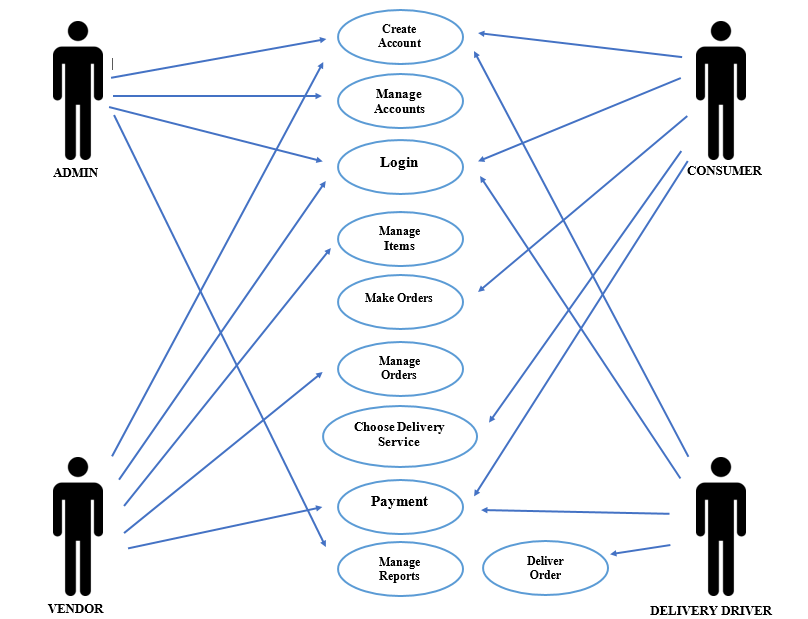 Create
Account
Manage
Accounts
Login
ADMIN
CONSUMER
Manage
Items
Make Orders
Manage
Orders
Choose Delivery
Service
Payment
Manage
Reports
Deliver
Order
VENDOR
DELIVERY DRIVER